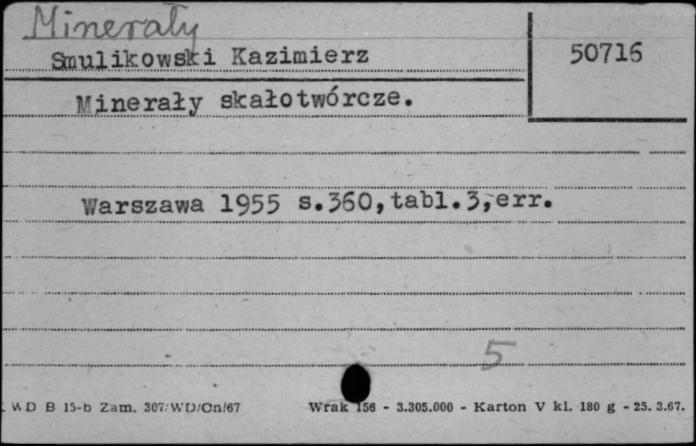 Minerały
Smulikowski Kazimierz 50716
Minerały skałotwórcze.
Warszawa 1955 s.360,tabl.3,err.
5
WD B 15-b Zam. 307/WD/On/67 Wrak 156 - 3.305.000 - Karton V kl. 180 g - 25. 3.67.